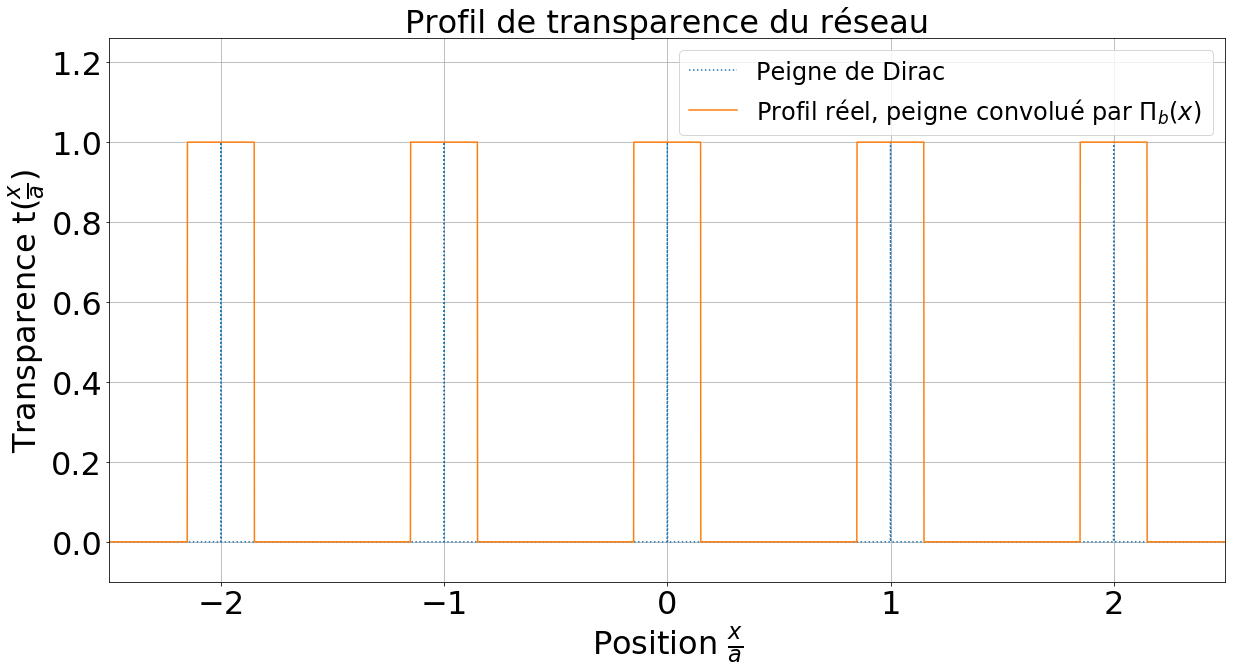 Profil de transparence du réseau
Peigne de Dirac
Profil réel, peigne convolué par Π_b(x)
Transparence t(x/a)
1.2
1.0
0.8
0.6
0.4
0.2
0.0
−2 −1 0 1 2
Position x/a